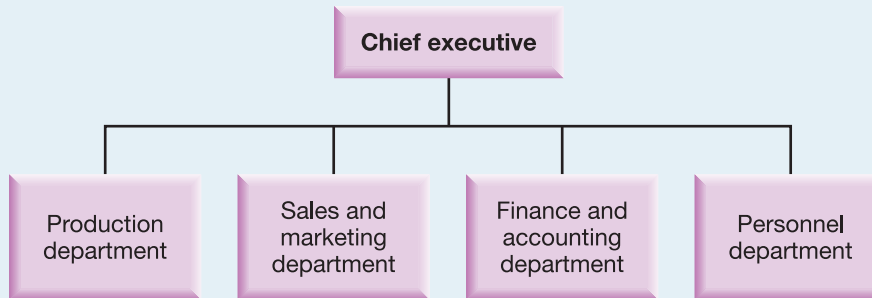 Chief executive
Production
department
Sales and
marketing
department
Finance and
accounting
department
Personnel
department